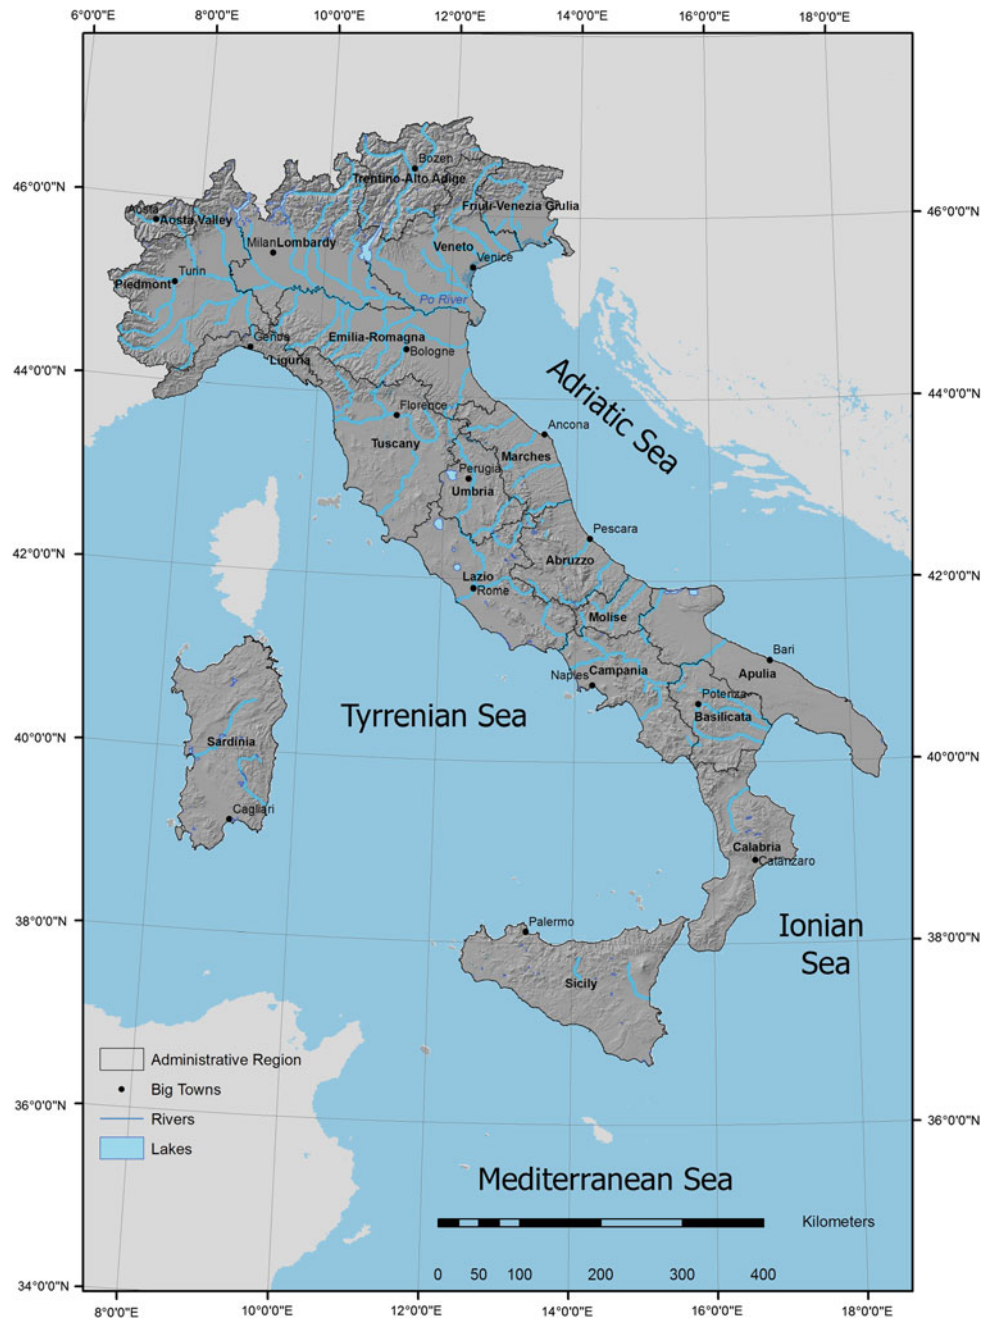 6°0'0"E 8°0'0"E 10°0'0"E 12°0'0"E 14°0'0"E 16°0'0"E 18°0'0"E
Bozen
Trentino-Alto Adige
46°0'0"N
Friuli-Venezia Giulia
46°0'0"N
Aosta
Aosta Valley
Milan Lombardy
Veneto
Venice
Turin
Piedmont
Po River
Genos
Emilia-Romagna
Bologne
Liguria
44°0'0"N
Adriatic Sea
44°0'0"N
Florence
Ancona
Tuscany
Marches
Perugia
Umbria
Pescara
42°0'0"N
Abruzzo
42°0'0"N
Lazio
Rome
Molise
Bari
Campania
Apulia
Naples
Potenza
Basilicata
Tyrrenian Sea
40°0'0"N
Sardinia
40°0'0"N
Cagliari
Calabria
Catanzaro
38°0'0"N
Palermo
Ionian
Sea
38°0'0"N
Sicily
Administrative Region
Big Towns
36°0'0"N
Rivers
36°0'0"N
Lakes
Mediterranean Sea
Kilometers
0 50 100 200 300 400
34°0'0"N
8°0'0"E 10°0'0"E 12°0'0"E 14°0'0"E 16°0'0"E 18°0'0"E